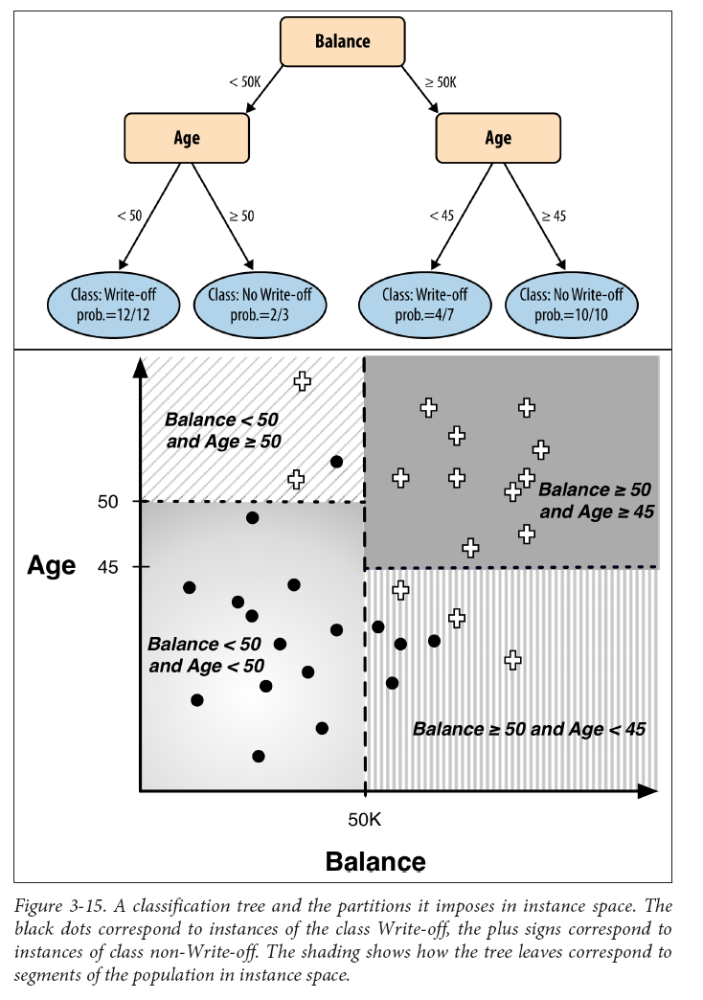 Balance
< 50K
≥ 50K
Age
Age
< 50
≥ 50
< 45
≥ 45
Class: Write-off
prob.=12/12
Class: No Write-off
prob.=2/3
Class: Write-off
prob.=4/7
Class: No Write-off
prob.=10/10
Balance < 50
and Age ≥ 50
Balance ≥ 50
and Age ≥ 45
50
Age
45
Balance < 50
and Age < 50
Balance ≥ 50 and Age < 45
50K
Balance
Figure 3-15. A classification tree and the partitions it imposes in instance space. The
black dots correspond to instances of the class Write-off, the plus signs correspond to
instances of class non-Write-off. The shading shows how the tree leaves correspond to
segments of the population in instance space.